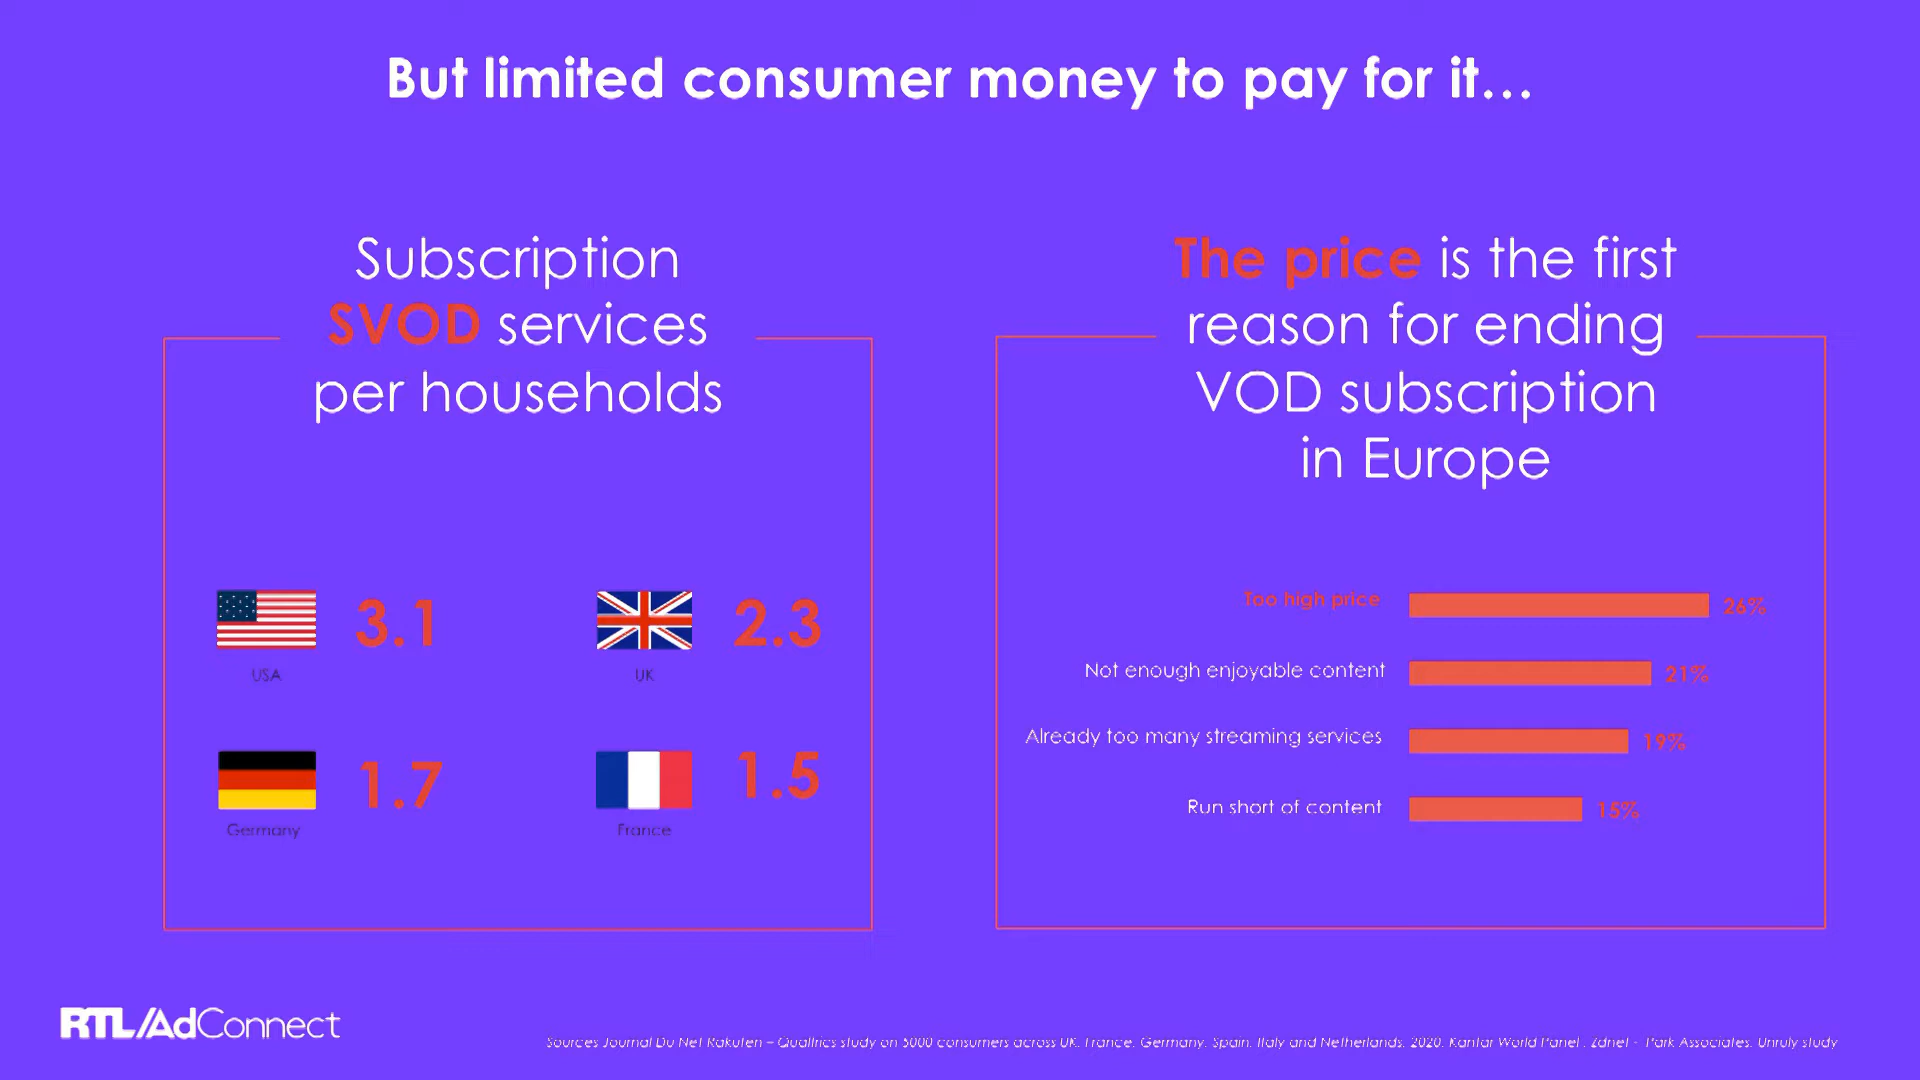 But limited consumer money to pay for it...
Subscription
SVOD services
per households
3.1
USA
2.3
UK
1.7
Germany
1.5
France
The price is the first
reason for ending
VOD subscription
in Europe
Too high price 26%
Not enough enjoyable content 21%
Already too many streaming services 19%
Run short of content 15%
RTL/AdConnect
Sources Journal Du Net Rakuten – Qualtrics study on 5000 consumers across UK, France, Germany, Spain, Italy and Netherlands, 2020, Kantar World Panel, Zdnet - Park Associates, Unruly study